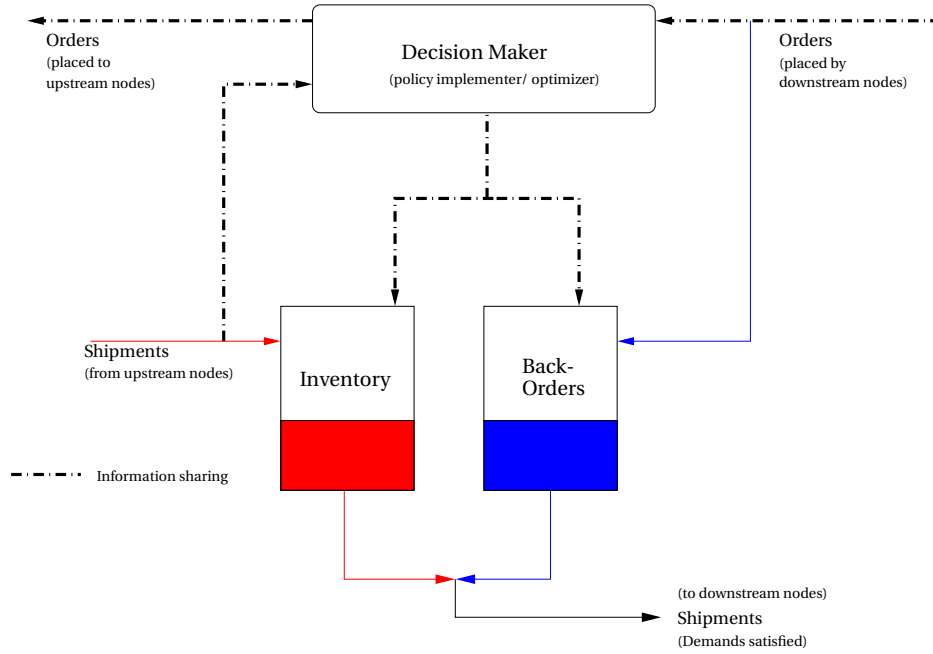 Orders
(placed to
upstream nodes)
Decision Maker
(policy implementer/ optimizer)
Orders
(placed by
downstream nodes)
Shipments
(from upstream nodes)
Inventory
Back-
Orders
Information sharing
(to downstream nodes)
Shipments
(Demands satisfied)